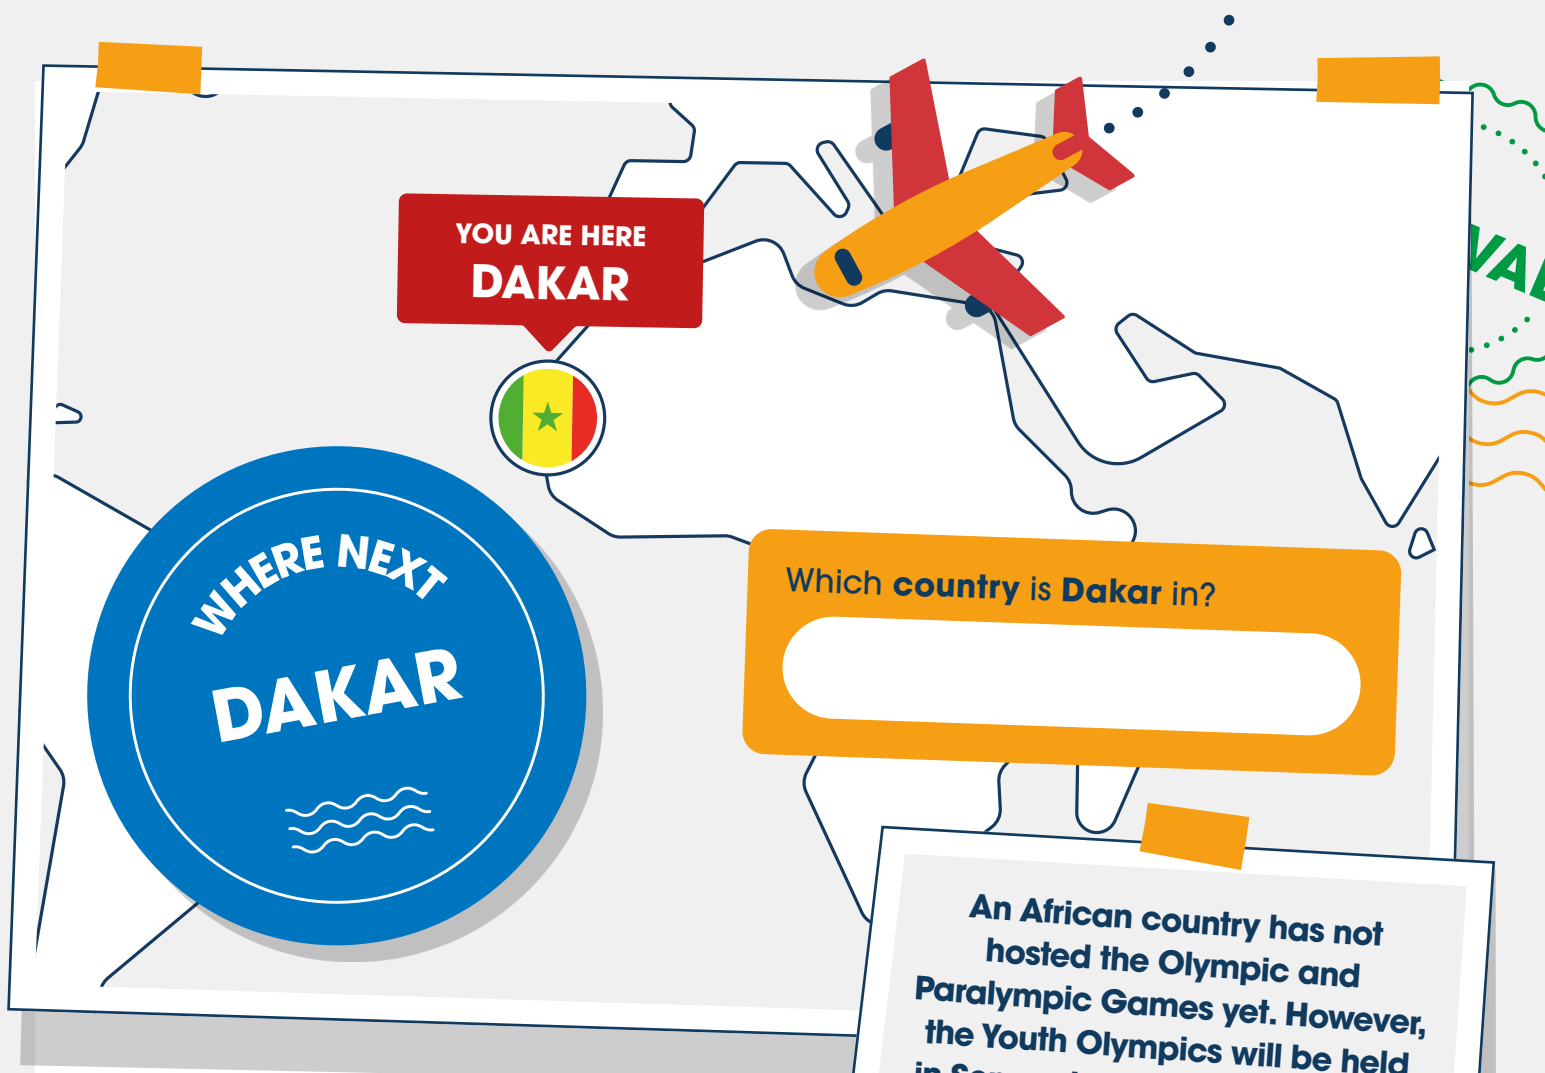 YOU ARE HERE
DAKAR
WHERE NEXT
DAKAR
Which country is Dakar in?
An African country has not
hosted the Olympic and
Paralympic Games yet. However,
the Youth Olympics will be held
in